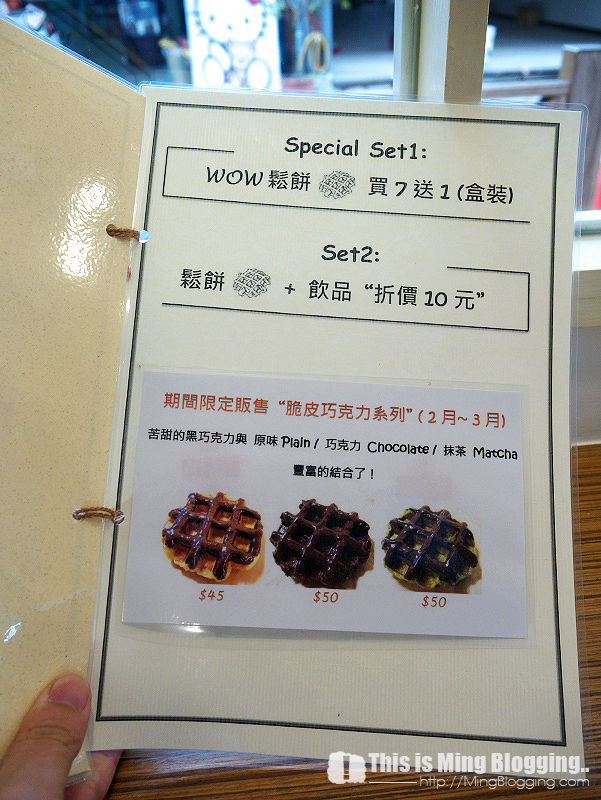 Special Set1:
WOW 鬆餅 買 7 送 1 (盒裝)
Set2:
鬆餅 + 飲品 “折價 10 元”
期間限定販售 “脆皮巧克力系列” ( 2 月~ 3 月)
苦甜的黑巧克力與 原味 Plain / 巧克力 Chocolate / 抹茶 Matcha
豐富的結合了！
$45 $50 $50
This is Ming Blogging..
http://MingBlogging.com